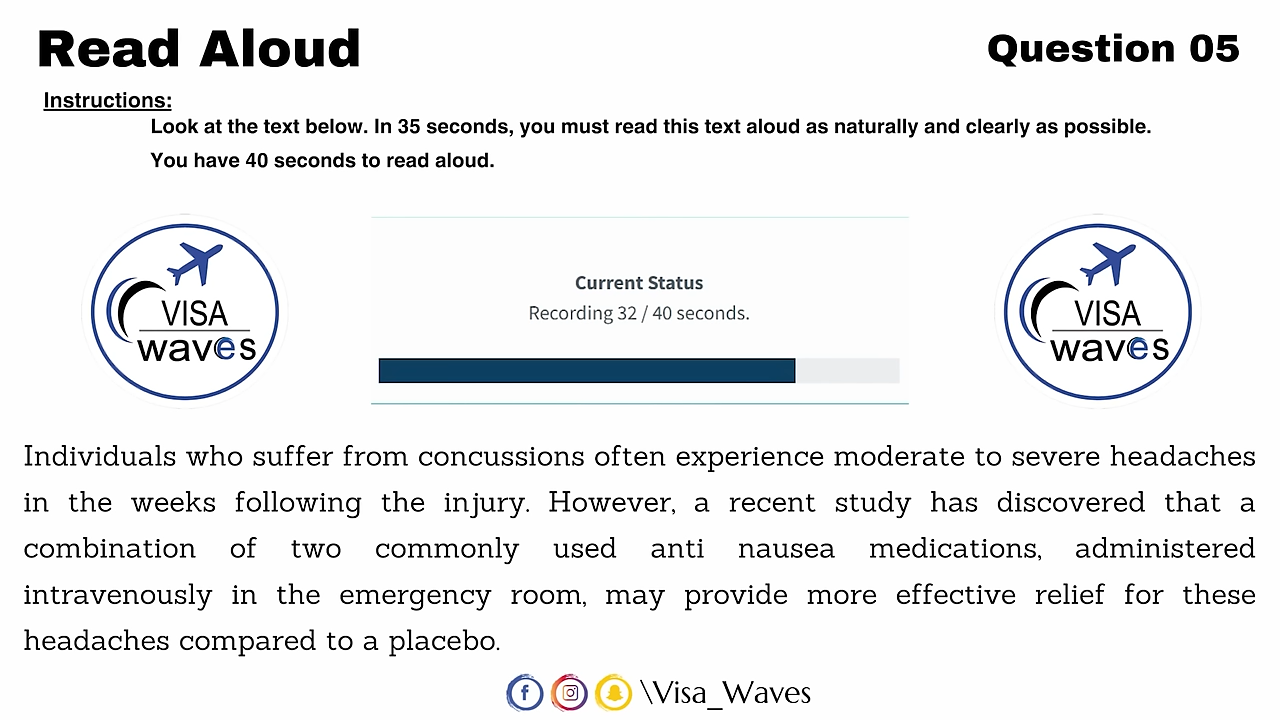 Read Aloud
Question 05
Instructions:
Look at the text below. In 35 seconds, you must read this text aloud as naturally and clearly as possible.
You have 40 seconds to read aloud.
VISA
waves
Current Status
Recording 32 / 40 seconds.
VISA
waves
Individuals who suffer from concussions often experience moderate to severe headaches
in the weeks following the injury. However, a recent study has discovered that a
combination of two commonly used anti nausea medications, administered
intravenously in the emergency room, may provide more effective relief for these
headaches compared to a placebo.
\Visa_Waves